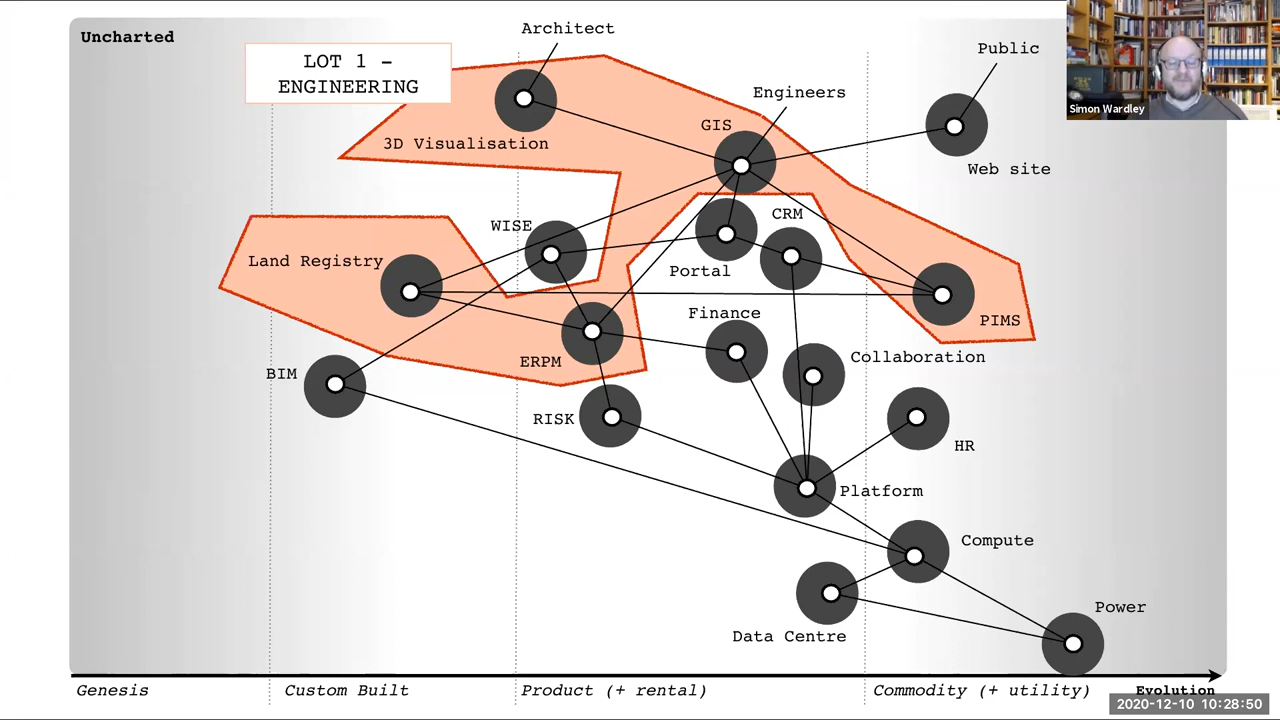 Uncharted
Architect
LOT 1 -
ENGINEERING
Public
Simon Wardley
Engineers
GIS
3D Visualisation
Web site
WISE
CRM
Land Registry
Portal
Finance
PIMS
ERPM
Collaboration
BIM
RISK
HR
Platform
Compute
Data Centre
Power
Genesis
Custom Built
Product (+ rental)
Commodity (+ utility)
Evolution
2020-12-10 10:28:50